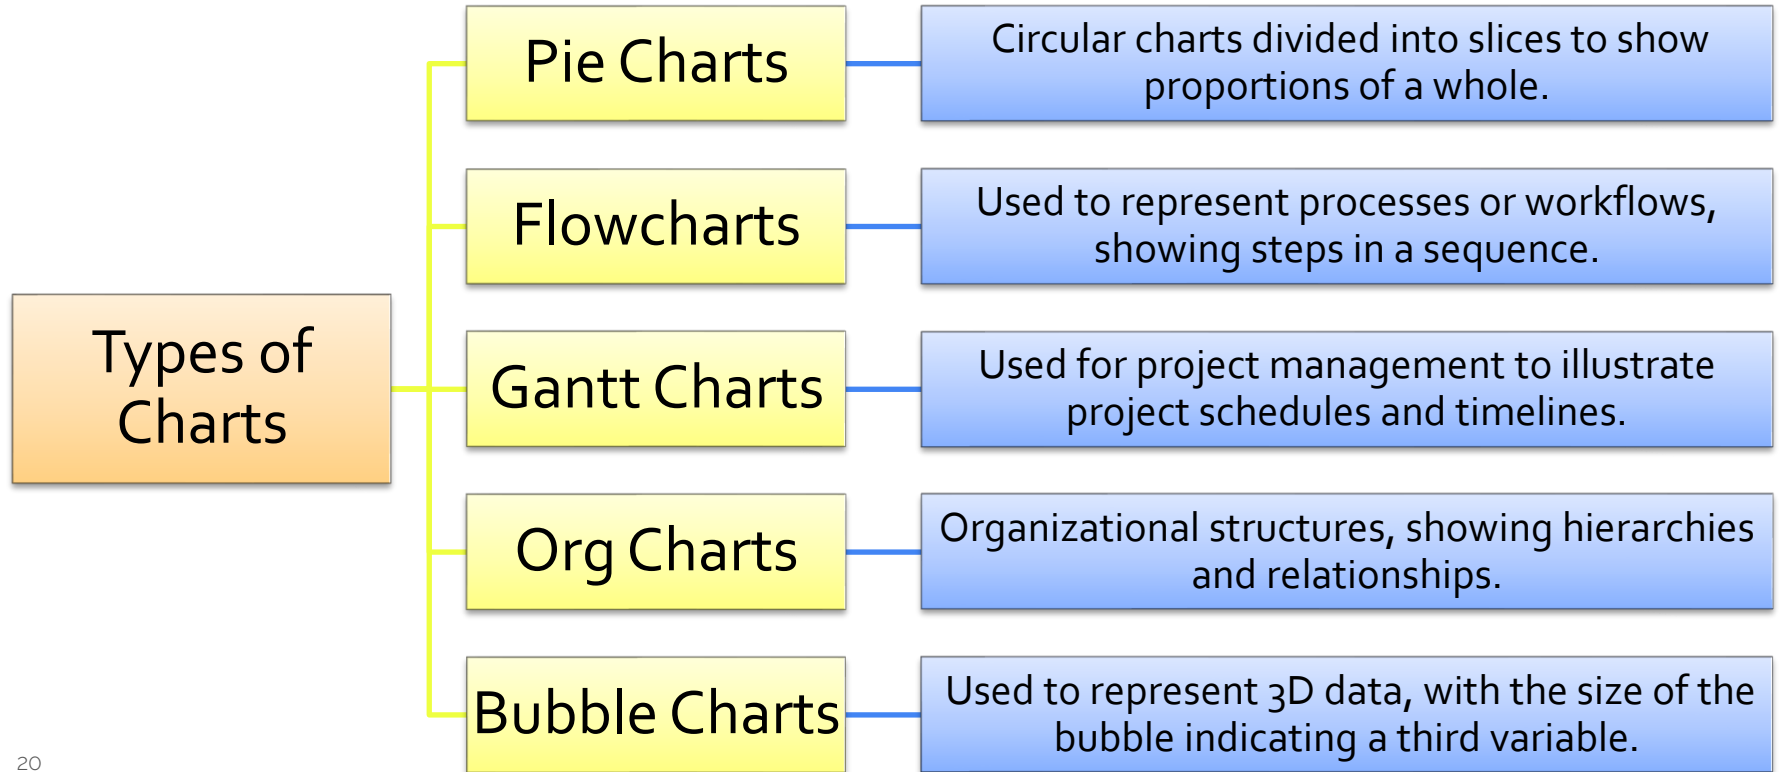 Types of
Charts
Pie Charts
Circular charts divided into slices to show
proportions of a whole.
Flowcharts
Used to represent processes or workflows,
showing steps in a sequence.
Gantt Charts
Used for project management to illustrate
project schedules and timelines.
Org Charts
Organizational structures, showing hierarchies
and relationships.
Bubble Charts
Used to represent 3D data, with the size of the
bubble indicating a third variable.
20